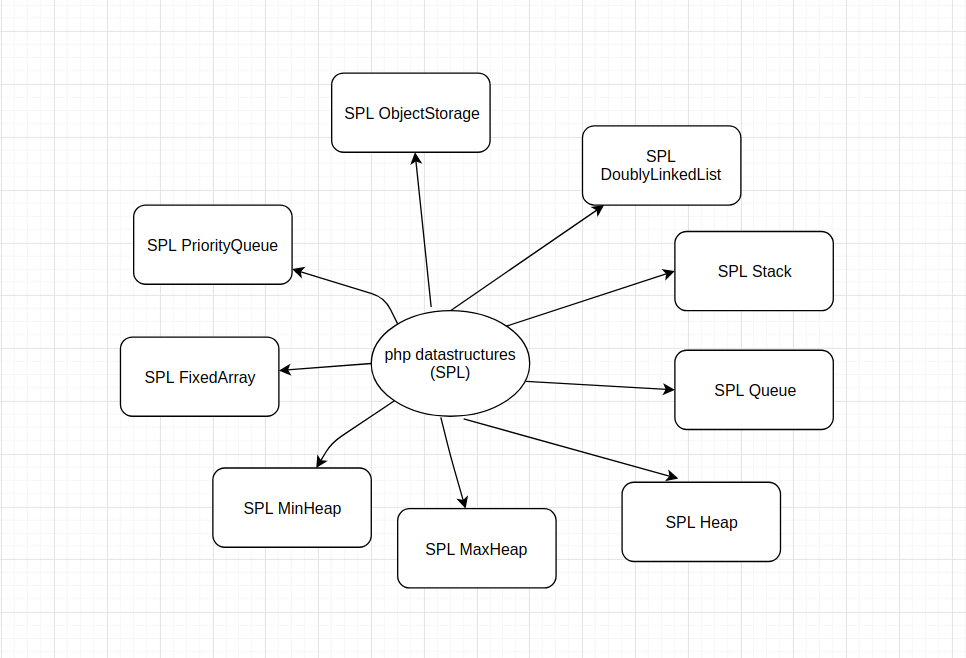 SPL ObjectStorage
SPL
DoublyLinkedList
SPL PriorityQueue
SPL Stack
php datastructures
(SPL)
SPL FixedArray
SPL Queue
SPL MinHeap
SPL MaxHeap
SPL Heap